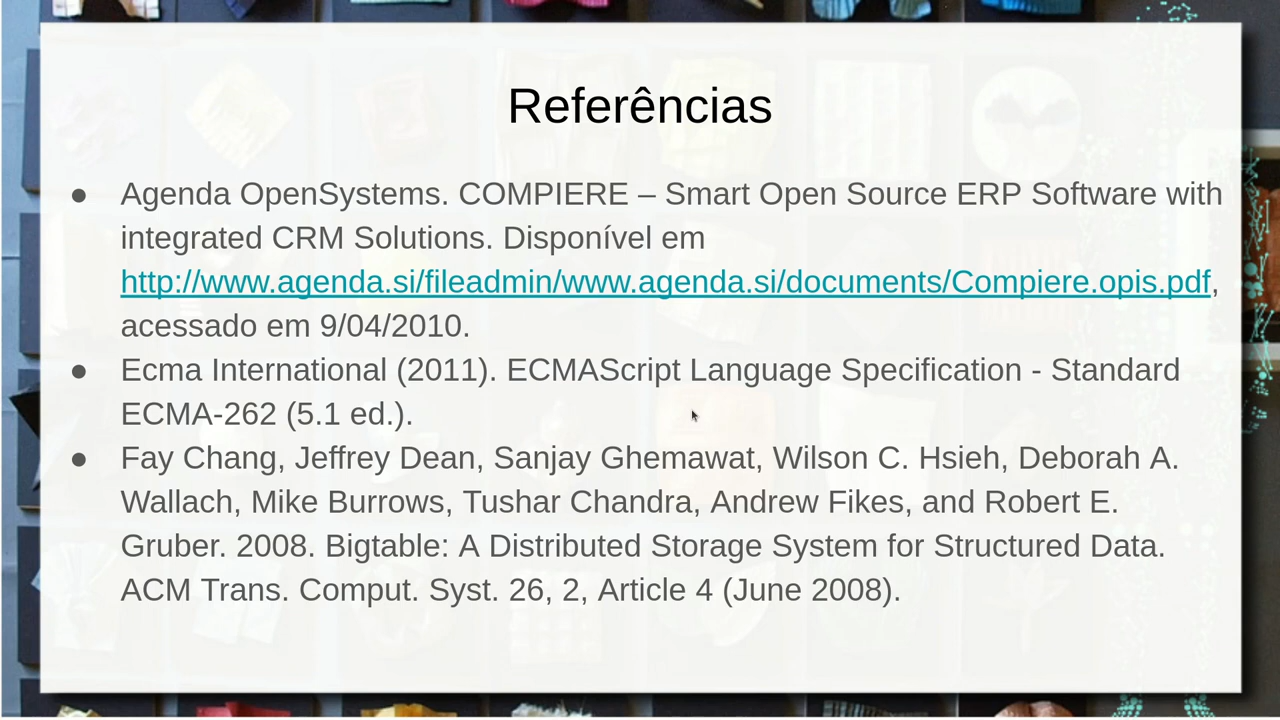 Referências
● Agenda OpenSystems. COMPIERE – Smart Open Source ERP Software with
integrated CRM Solutions. Disponível em
http://www.agenda.si/fileadmin/www.agenda.si/documents/Compiere.opis.pdf,
acessado em 9/04/2010.
● Ecma International (2011). ECMAScript Language Specification - Standard
ECMA-262 (5.1 ed.).
● Fay Chang, Jeffrey Dean, Sanjay Ghemawat, Wilson C. Hsieh, Deborah A.
Wallach, Mike Burrows, Tushar Chandra, Andrew Fikes, and Robert E.
Gruber. 2008. Bigtable: A Distributed Storage System for Structured Data.
ACM Trans. Comput. Syst. 26, 2, Article 4 (June 2008).